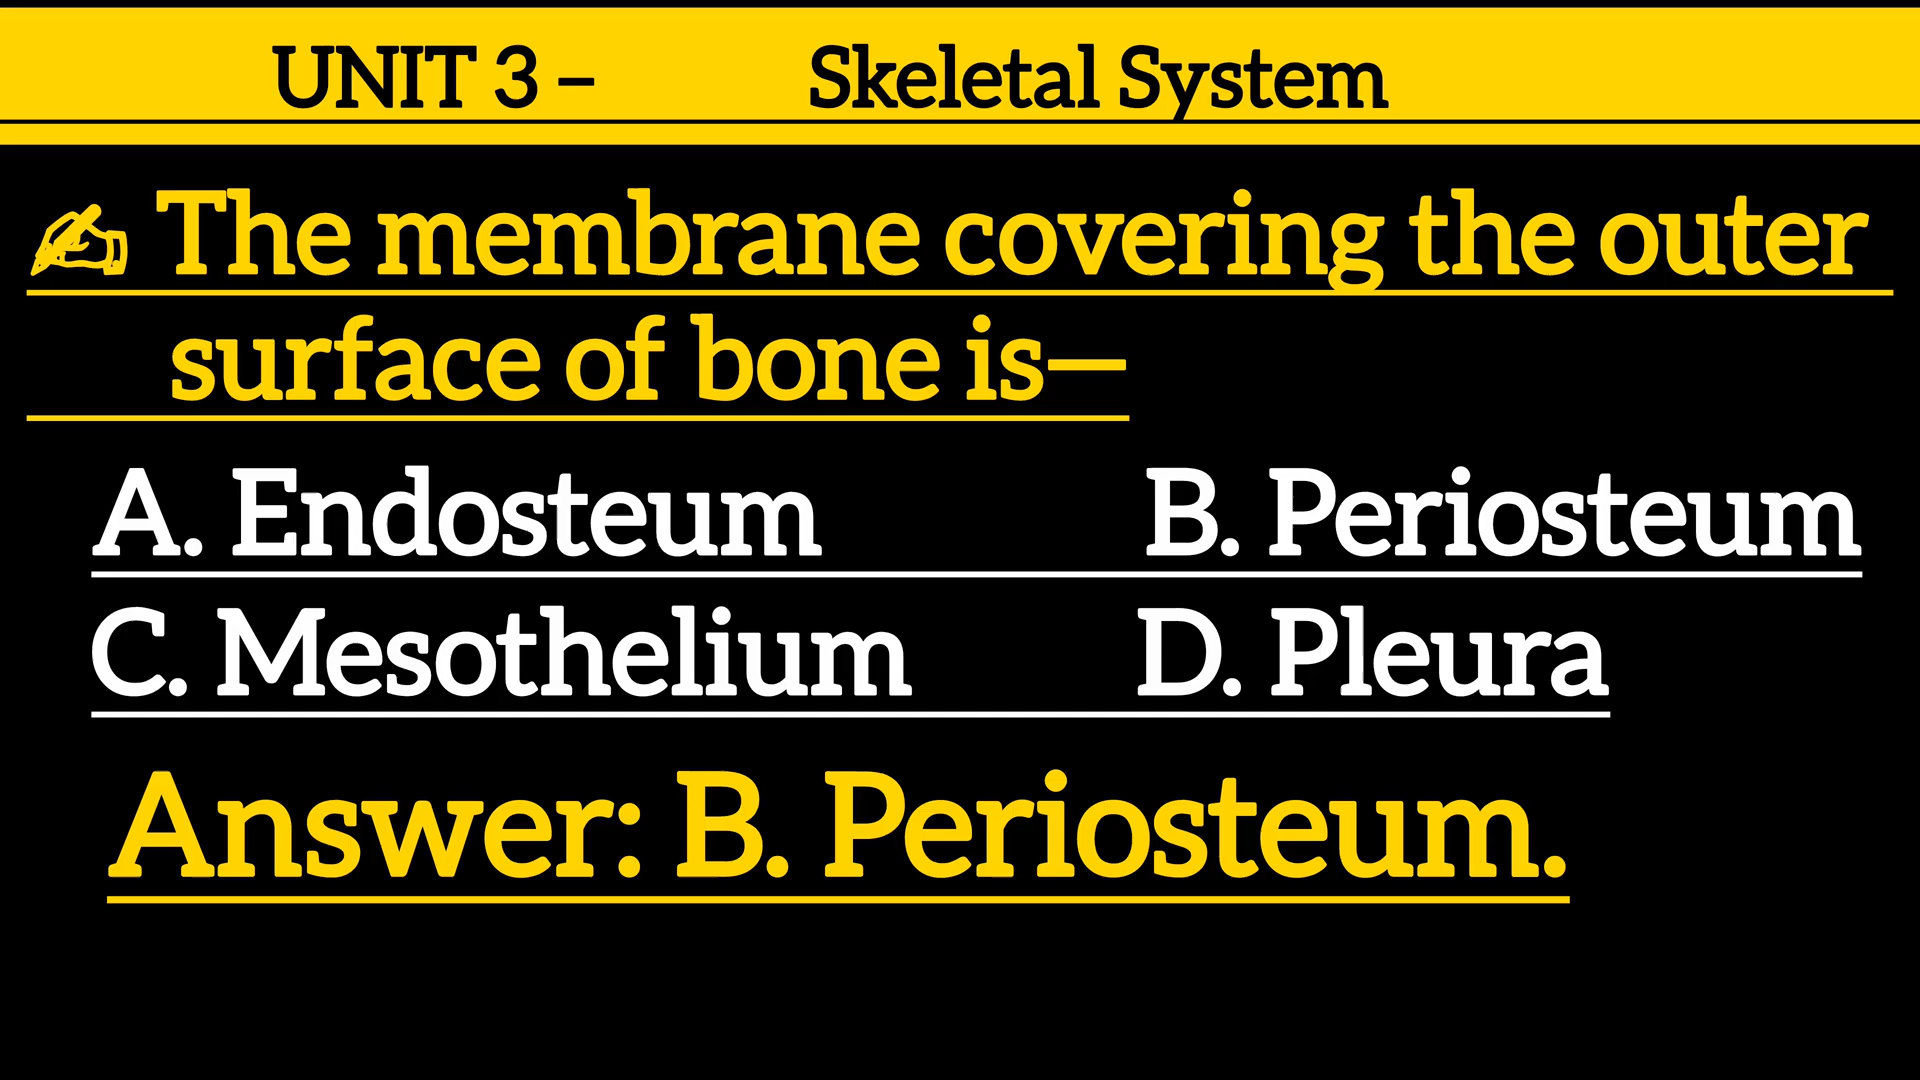 UNIT 3 – Skeletal System
✍ The membrane covering the outer
surface of bone is—
A. Endosteum B. Periosteum
C. Mesothelium D. Pleura
Answer: B. Periosteum.